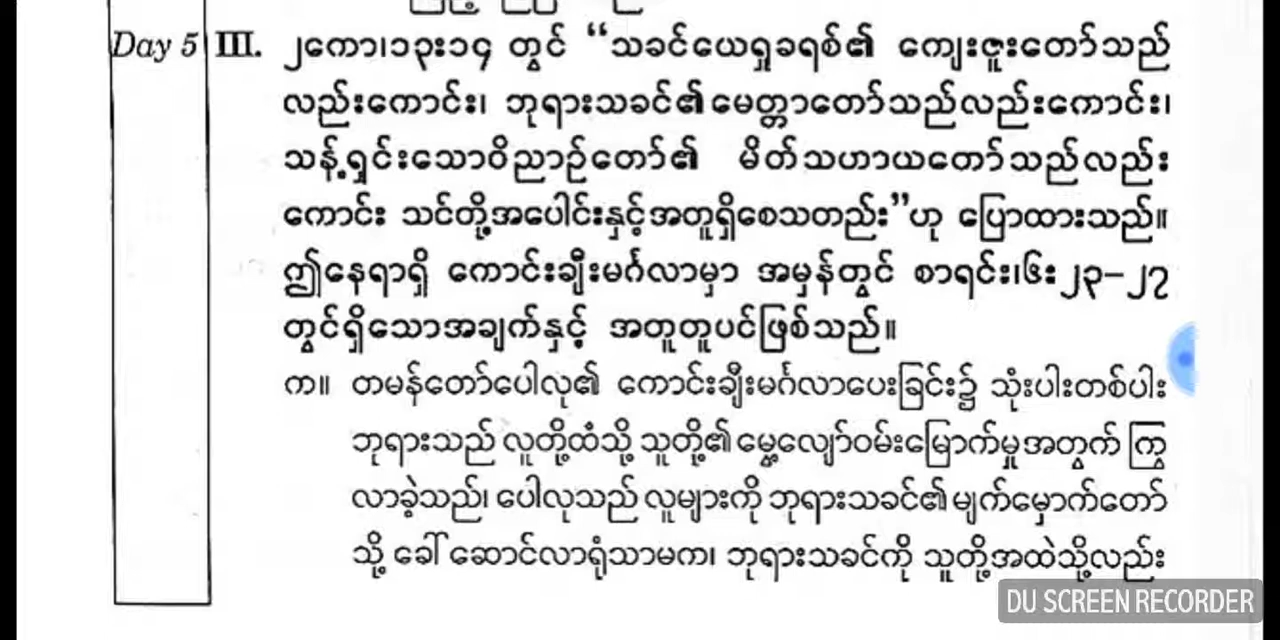 Day 5 III. ၂ကော၊၁၃း၁၄ တွင် “သခင်ယေရှုခရစ်၏ ကျေးဇူးတော်သည်
လည်းကောင်း၊ ဘုရားသခင်၏မေတ္တာတော်သည်လည်းကောင်း၊
သန့်ရှင်းသောဝိညာဉ်တော်၏ မိတ်သဟာယတော်သည်လည်း
ကောင်း သင်တို့အပေါင်းနှင့်အတူရှိစေသတည်း”ဟု ပြောထားသည်။
ဤနေရာရှိ ကောင်းချီးမင်္ဂလာမှာ အမှန်တွင် စာရင်း၊၆း၂၃–၂၇
တွင်ရှိသောအချက်နှင့် အတူတူပင်ဖြစ်သည်။
က။ တမန်တော်ပေါလု၏ ကောင်းချီးမင်္ဂလာပေးခြင်း၌ သုံးပါးတစ်ပါး
ဘုရားသည် လူတို့ထံသို့ သူတို့၏မွေ့လျော်ဝမ်းမြောက်မှုအတွက် ကြွ
လာခဲ့သည်၊ ပေါလုသည် လူများကို ဘုရားသခင်၏မျက်မှောက်တော်
သို့ ခေါ်ဆောင်လာရုံသာမက၊ ဘုရားသခင်ကို သူတို့အထဲသို့လည်း
DU SCREEN RECORDER